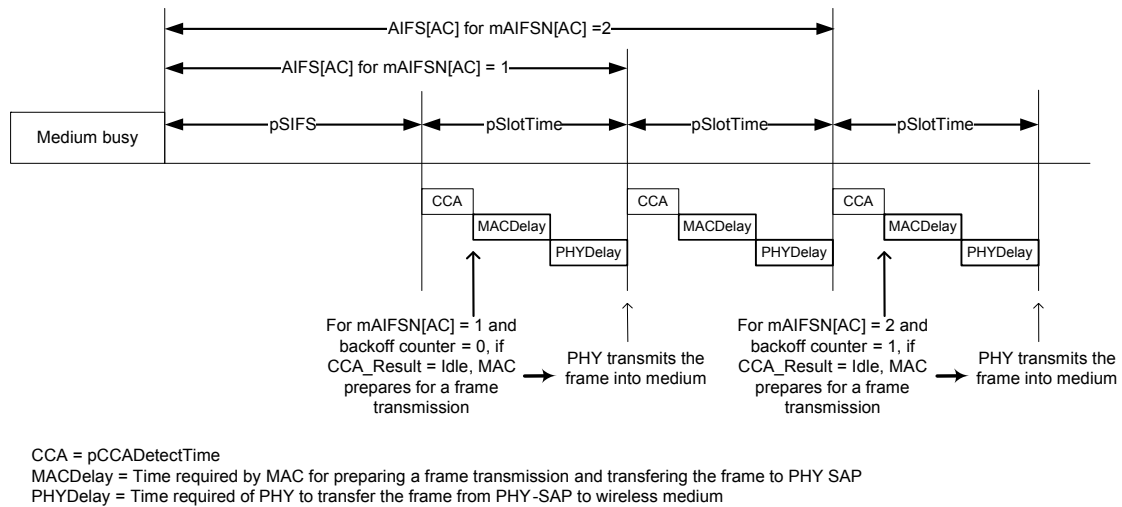 AIFS[AC] for mAIFSN[AC] =2
AIFS[AC] for mAIFSN[AC] = 1
Medium busy
pSIFS
pSlotTime
pSlotTime
pSlotTime
CCA
MACDelay
PHYDelay
CCA
MACDelay
PHYDelay
CCA
MACDelay
PHYDelay
For mAIFSN[AC] = 1 and
backoff counter = 0, if
CCA_Result = Idle, MAC
prepares for a frame
transmission
PHY transmits the
frame into medium
For mAIFSN[AC] = 2 and
backoff counter = 1, if
CCA_Result = Idle, MAC
prepares for a frame
transmission
PHY transmits the
frame into medium
CCA = pCCADetectTime
MACDelay = Time required by MAC for preparing a frame transmission and transfering the frame to PHY SAP
PHYDelay = Time required of PHY to transfer the frame from PHY-SAP to wireless medium